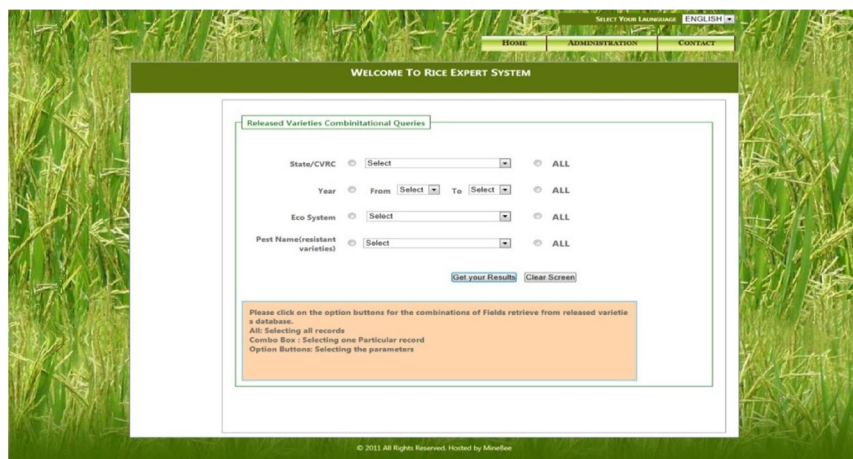 SELECT YOUR LAUNGUAGE ENGLISH
HOME ADMINISTRATION CONTACT
WELCOME TO RICE EXPERT SYSTEM
Released Varieties Combinitational Queries
State/CVRC Select ALL
Year From Select To Select ALL
Eco System Select ALL
Pest Name(resistant Select ALL
varieties)
Get your Results Clear Screen
Please click on the option buttons for the combinations of Fields retrieve from released varietie
s database.
All: Selecting all records
Combo Box : Selecting one Particular record
Option Buttons: Selecting the parameters
© 2011 All Rights Reserved. Hosted by MineBee